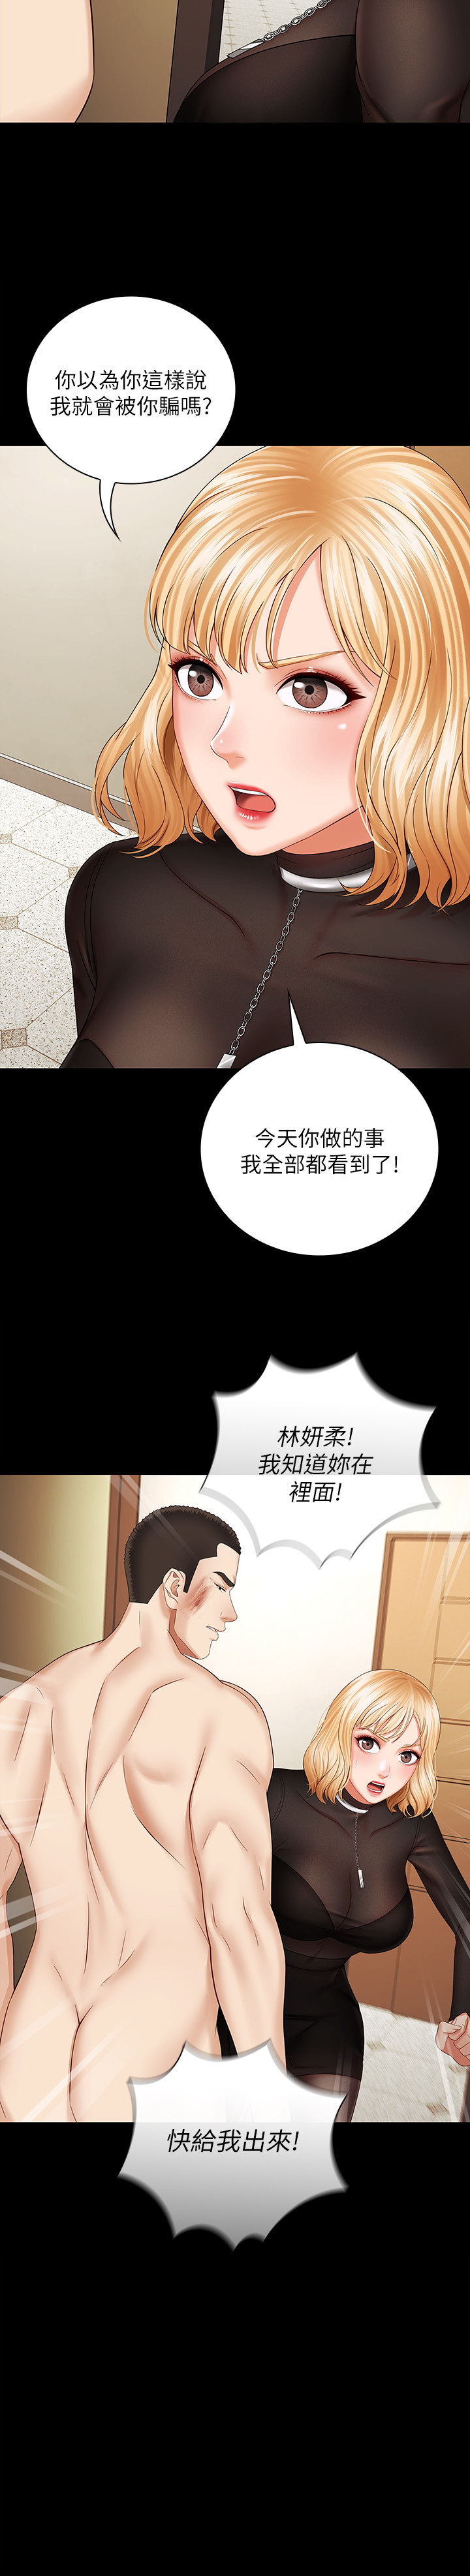 你以為你這樣說
我就會被你騙嗎?
今天你做的事
我全部都看到了!
林妍柔!
我知道妳在
裡面!
快給我出來!